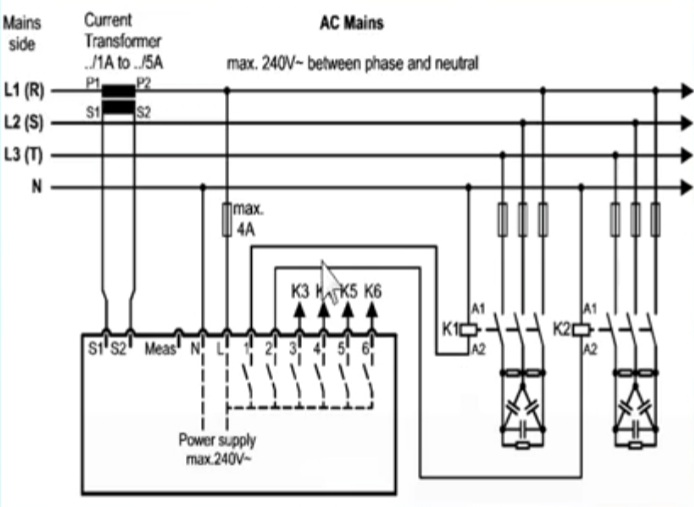 Mains side
Current Transformer
../1A to ../5A
AC Mains
max. 240V~ between phase and neutral
P1 P2
L1 (R)
S1 S2
L2 (S)
L3 (T)
N
max. 4A
K3 K5 K6
A1
K1
A2
A1
K2
A2
S1 S2 Meas N L 1 2 3 4 5 6
Power supply
max.240V~